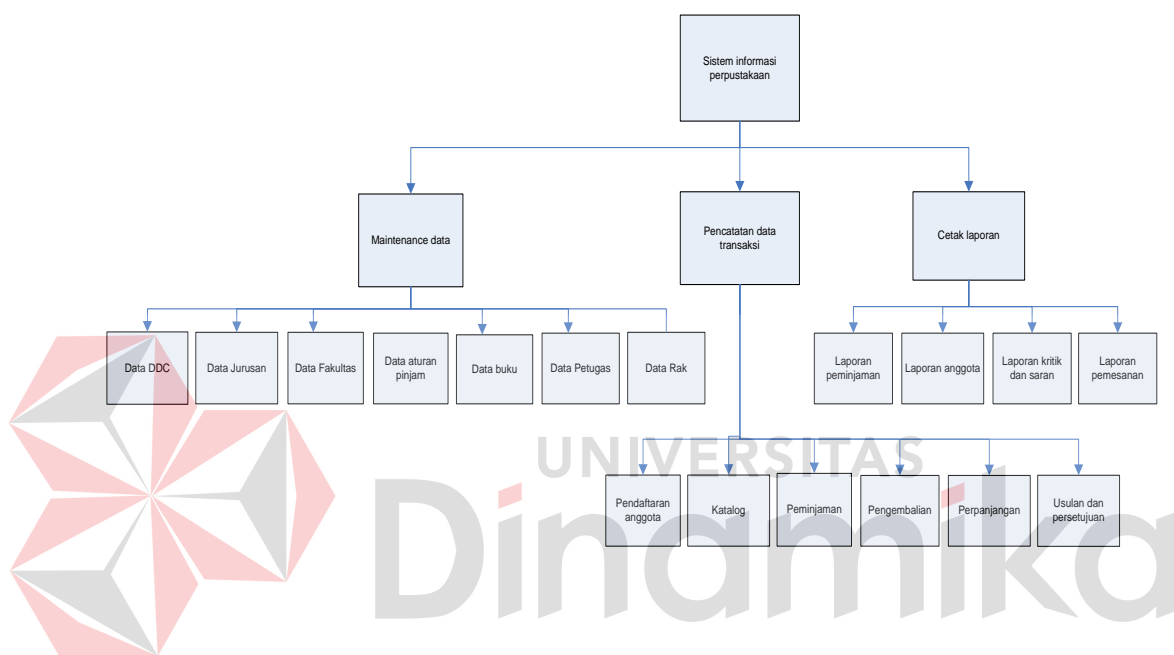 Sistem informasi
perpustakaan
Maintenance data
Pencatatan data
transaksi
Cetak laporan
Data DDC
Data Jurusan
Data Fakultas
Data aturan
pinjam
Data buku
Data Petugas
Data Rak
Laporan
peminjaman
Laporan anggota
Laporan kritik
dan saran
Laporan
pemesanan
UNIVERSITAS
Dinamika
Pendaftaran
anggota
Katalog
Peminjaman
Pengembalian
Perpanjangan
Usulan dan
persetujuan